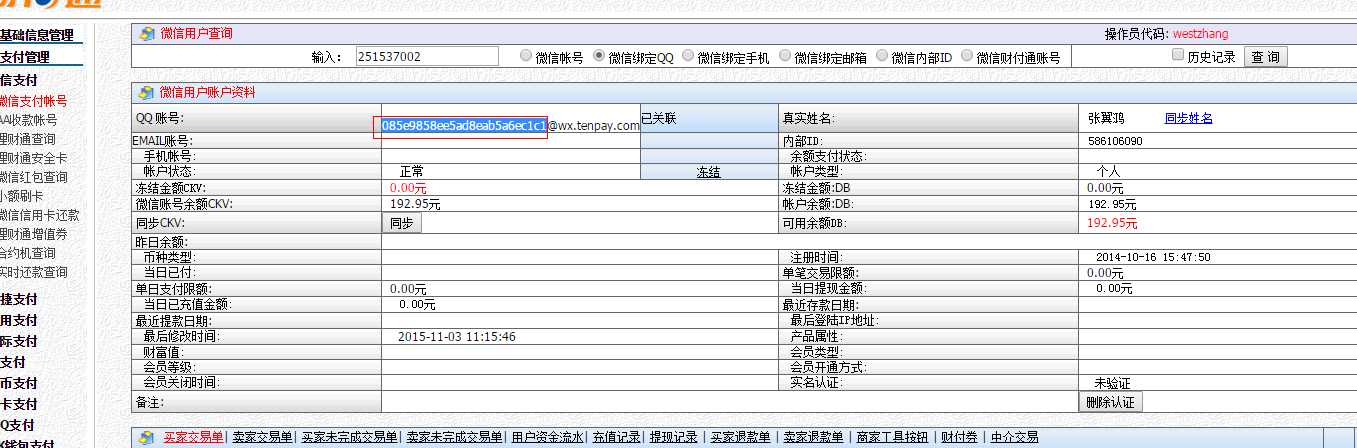 基础信息管理
支付管理
信支付
微信支付帐号
AA收款帐号
理财通查询
理财通安全卡
微信红包查询
小额刷卡
微信信用卡还款
理财通增值券
合约机查询
实时还款查询
捷支付
用支付
际支付
支付
币支付
卡支付
Q支付
微信用户查询 操作员代码: westzhang
输入: 251537002 微信帐号 微信绑定QQ 微信绑定手机 微信绑定邮箱 微信内部ID 微信财付通账号 历史记录 查 询
微信用户账户资料
QQ 账号: 085e9858ee5ad8eab5a6ec1c1@wx.tenpay.com 已关联 真实姓名: 张翼鸿 同步姓名
EMAIL账号: 内部ID: 586106090
手机帐号: 余额支付状态:
帐户状态: 正常 冻结 帐户类型: 个人
冻结金额CKV: 0.00元 冻结金额:DB 0.00元
微信账号余额CKV: 192.95元 帐户余额:DB: 192.95元
同步CKV: 同步 可用余额DB: 192.95元
昨日余额:
币种类型: 注册时间: 2014-10-16 15:47:50
当日已付: 单笔交易限额: 0.00元
单日支付限额: 0.00元 当日提现金额: 0.00元
当日已充值金额: 0.00元 最近存款日期:
最近提款日期: 最后登陆IP地址:
最后修改时间: 2015-11-03 11:15:46 产品属性:
财富值: 会员类型:
会员等级: 会员开通方式:
会员关闭时间: 实名认证: 未验证
备注: 删除认证
买家交易单| 卖家交易单| 买家未完成交易单| 卖家未完成交易单| 用户资金流水| 充值记录| 提现记录| 买家退款单| 卖家退款单| 商家工具按钮| 财付券| 中介交易